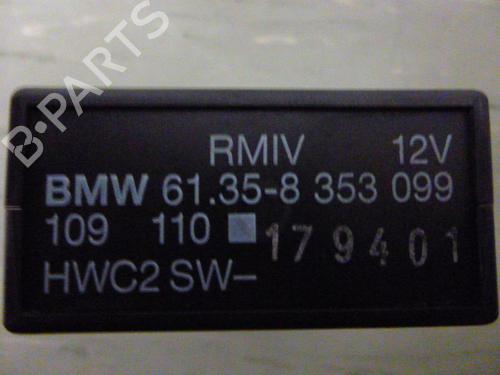 B-PARTS
RMIV 12V
BMW 61.35-8 353 099
109 110 179401
HWC2 SW-